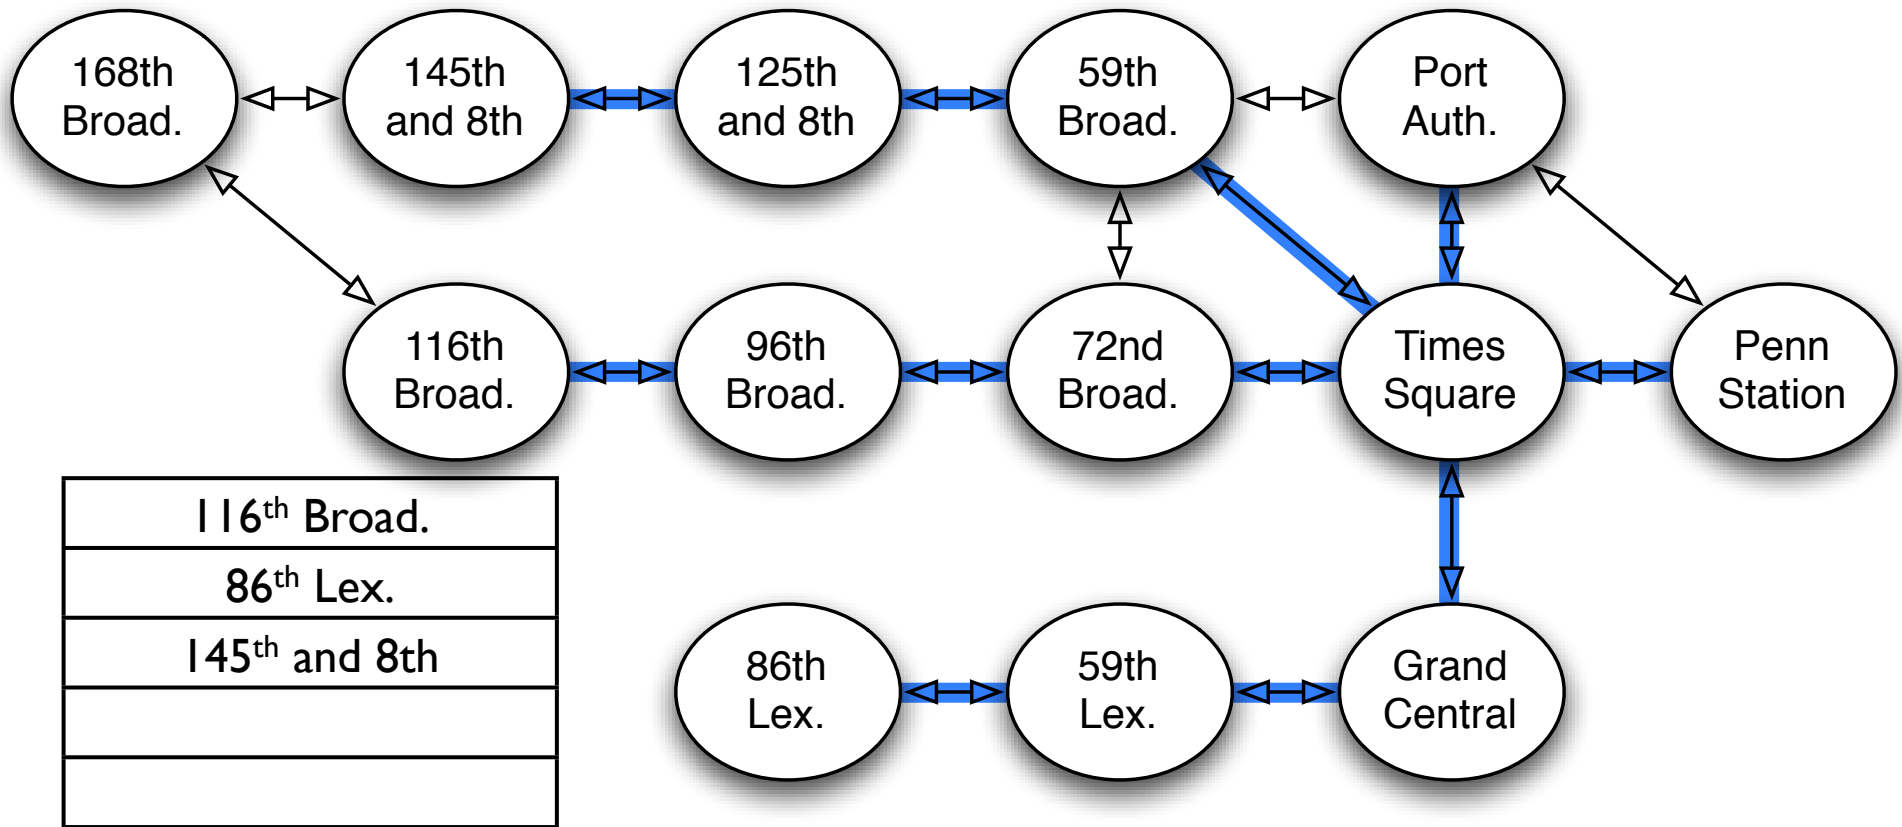 168th
Broad.
145th
and 8th
125th
and 8th
59th
Broad.
Port
Auth.
116th
Broad.
96th
Broad.
72nd
Broad.
Times
Square
Penn
Station
116th Broad.
86th Lex.
145th and 8th
86th
Lex.
59th
Lex.
Grand
Central